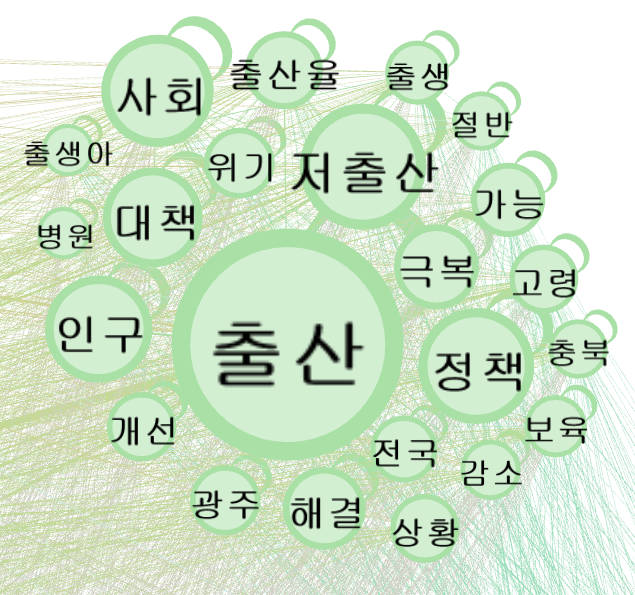 출산율
출생
사회
절반
출생아
위기
저출산
가능
대책
병원
극복
고령
인구
출산
충북
정책
개선
보육
전국
감소
광주
해결
상황